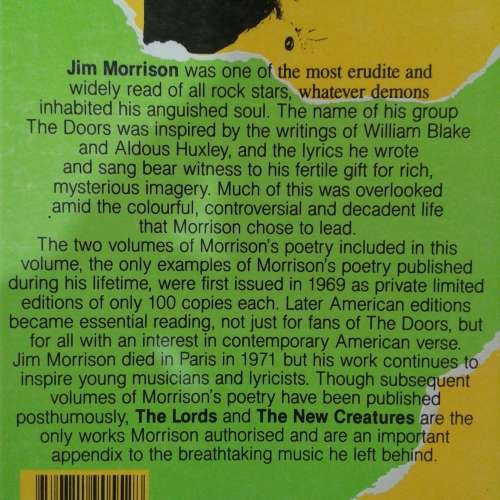 Jim Morrison was one of the most erudite and
widely read of all rock stars, whatever demons
inhabited his anguished soul. The name of his group
The Doors was inspired by the writings of William Blake
and Aldous Huxley, and the lyrics he wrote
and sang bear witness to his fertile gift for rich,
mysterious imagery. Much of this was overlooked
amid the colourful, controversial and decadent life
that Morrison chose to lead.
The two volumes of Morrison's poetry included in this
volume, the only examples of Morrison's poetry published
during his lifetime, were first issued in 1969 as private limited
editions of only 100 copies each. Later American editions
became essential reading, not just for fans of The Doors, but
for all with an interest in contemporary American verse.
Jim Morrison died in Paris in 1971 but his work continues to
inspire young musicians and lyricists. Though subsequent
volumes of Morrison's poetry have been published
posthumously, The Lords and The New Creatures are the
only works Morrison authorised and are an important
appendix to the breathtaking music he left behind.